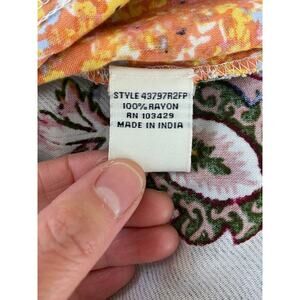 STYLE 43797R2FP
100% RAYON
RN 103429
MADE IN INDIA